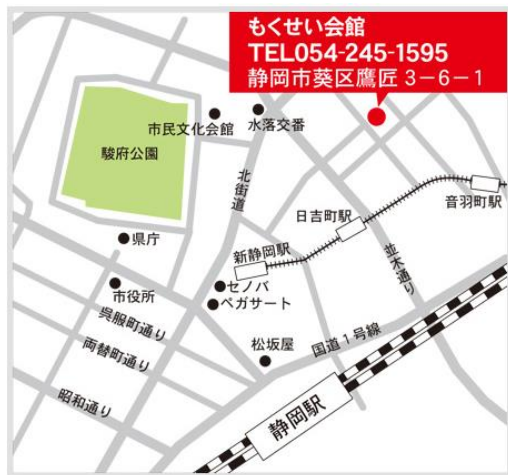 もくせい会館
TEL054-245-1595
静岡市葵区鷹匠3-6-1
市民文化会館
水落交番
駿府公園
北街道
音羽町駅
日吉町駅
県庁
新静岡駅
並木通り
セノバ
市役所
ペガサート
呉服町通り
国道1号線
両替町通り
松坂屋
昭和通り
静岡駅